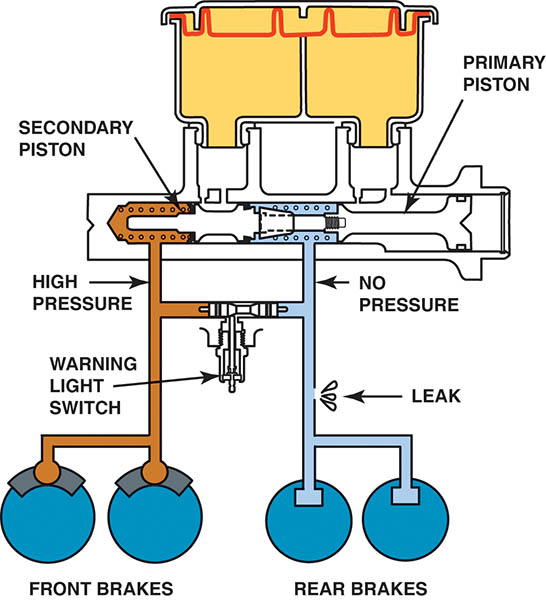 PRIMARY
PISTON
SECONDARY
PISTON
HIGH
PRESSURE
NO
PRESSURE
WARNING
LIGHT
SWITCH
LEAK
FRONT BRAKES
REAR BRAKES